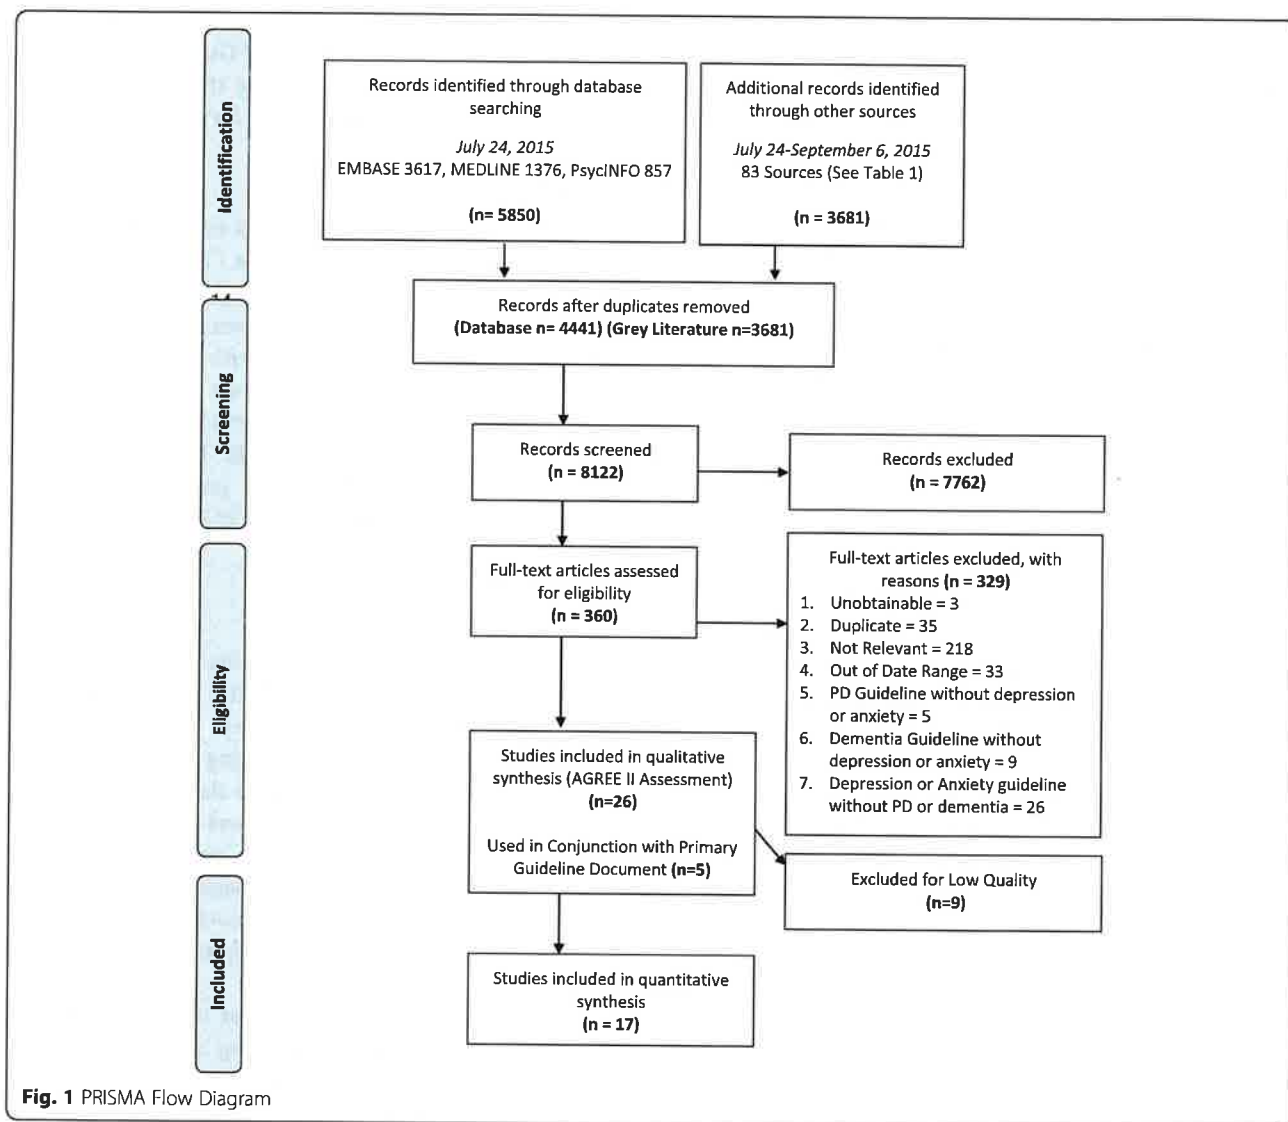 Identification
Records identified through database
searching
July 24, 2015
EMBASE 3617, MEDLINE 1376, PsycINFO 857
(n= 5850)
Additional records identified
through other sources
July 24-September 6, 2015
83 Sources (See Table 1)
(n = 3681)
Records after duplicates removed
(Database n= 4441) (Grey Literature n=3681)
Screening
Records screened
(n = 8122)
Records excluded
(n = 7762)
Eligibility
Full-text articles assessed
for eligibility
(n = 360)
Full-text articles excluded, with
reasons (n = 329)
1. Unobtainable = 3
2. Duplicate = 35
3. Not Relevant = 218
4. Out of Date Range = 33
5. PD Guideline without depression
or anxiety = 5
6. Dementia Guideline without
depression or anxiety = 9
7. Depression or Anxiety guideline
without PD or dementia = 26
Studies included in qualitative
synthesis (AGREE II Assessment)
(n=26)
Used in Conjunction with Primary
Guideline Document (n=5)
Excluded for Low Quality
(n=9)
Included
Studies included in quantitative
synthesis
(n = 17)
Fig. 1 PRISMA Flow Diagram